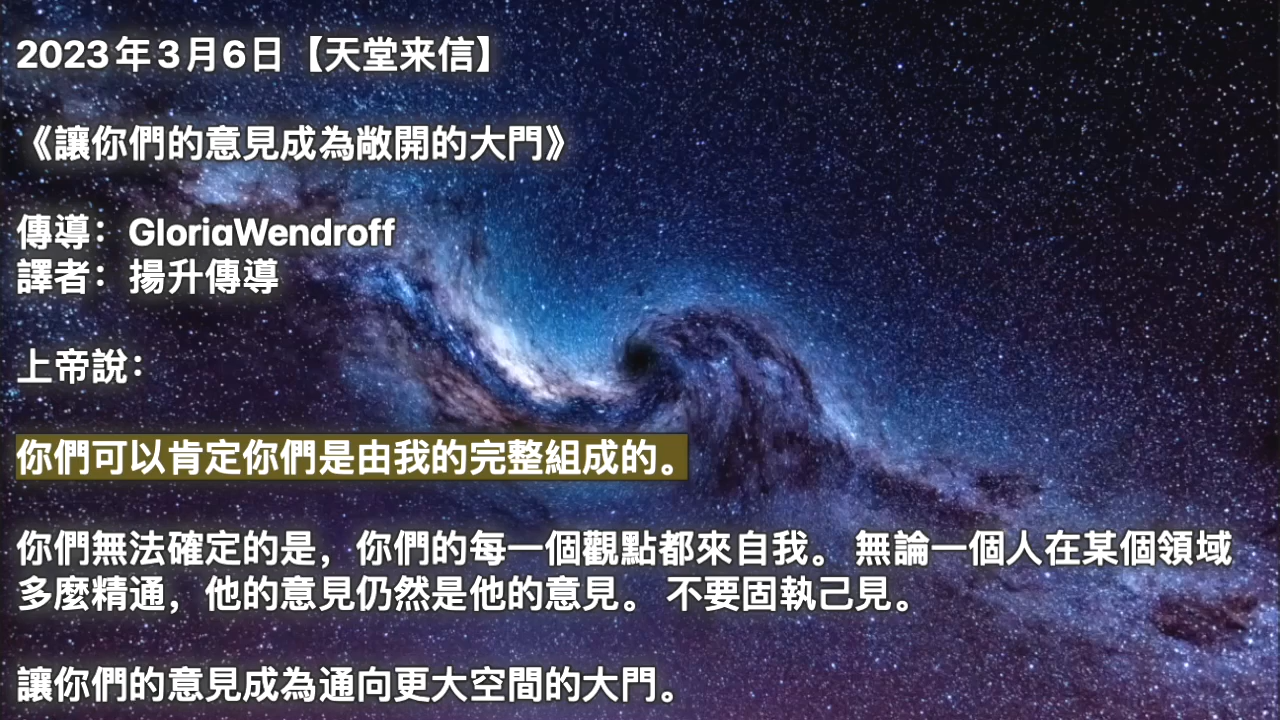 2023年3月6日【天堂来信】
《讓你們的意見成為敞開的大門》
傳導：GloriaWendroff
譯者：揚升傳導
上帝說：
你們可以肯定你們是由我的完整組成的。
你們無法確定的是，你們的每一個觀點都來自我。 無論一個人在某個領域
多麼精通，他的意見仍然是他的意見。 不要固執己見。
讓你們的意見成為通向更大空間的大門。